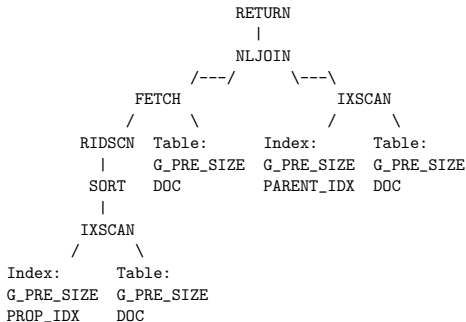 RETURN
|
NLJOIN
/---/ \---\
FETCH IXSCAN
/ \ / \
RIDSCN Table: Index: Table:
| G_PRE_SIZE G_PRE_SIZE G_PRE_SIZE
SORT DOC PARENT_IDX DOC
|
IXSCAN
/ \
Index: Table:
G_PRE_SIZE G_PRE_SIZE
PROP_IDX DOC